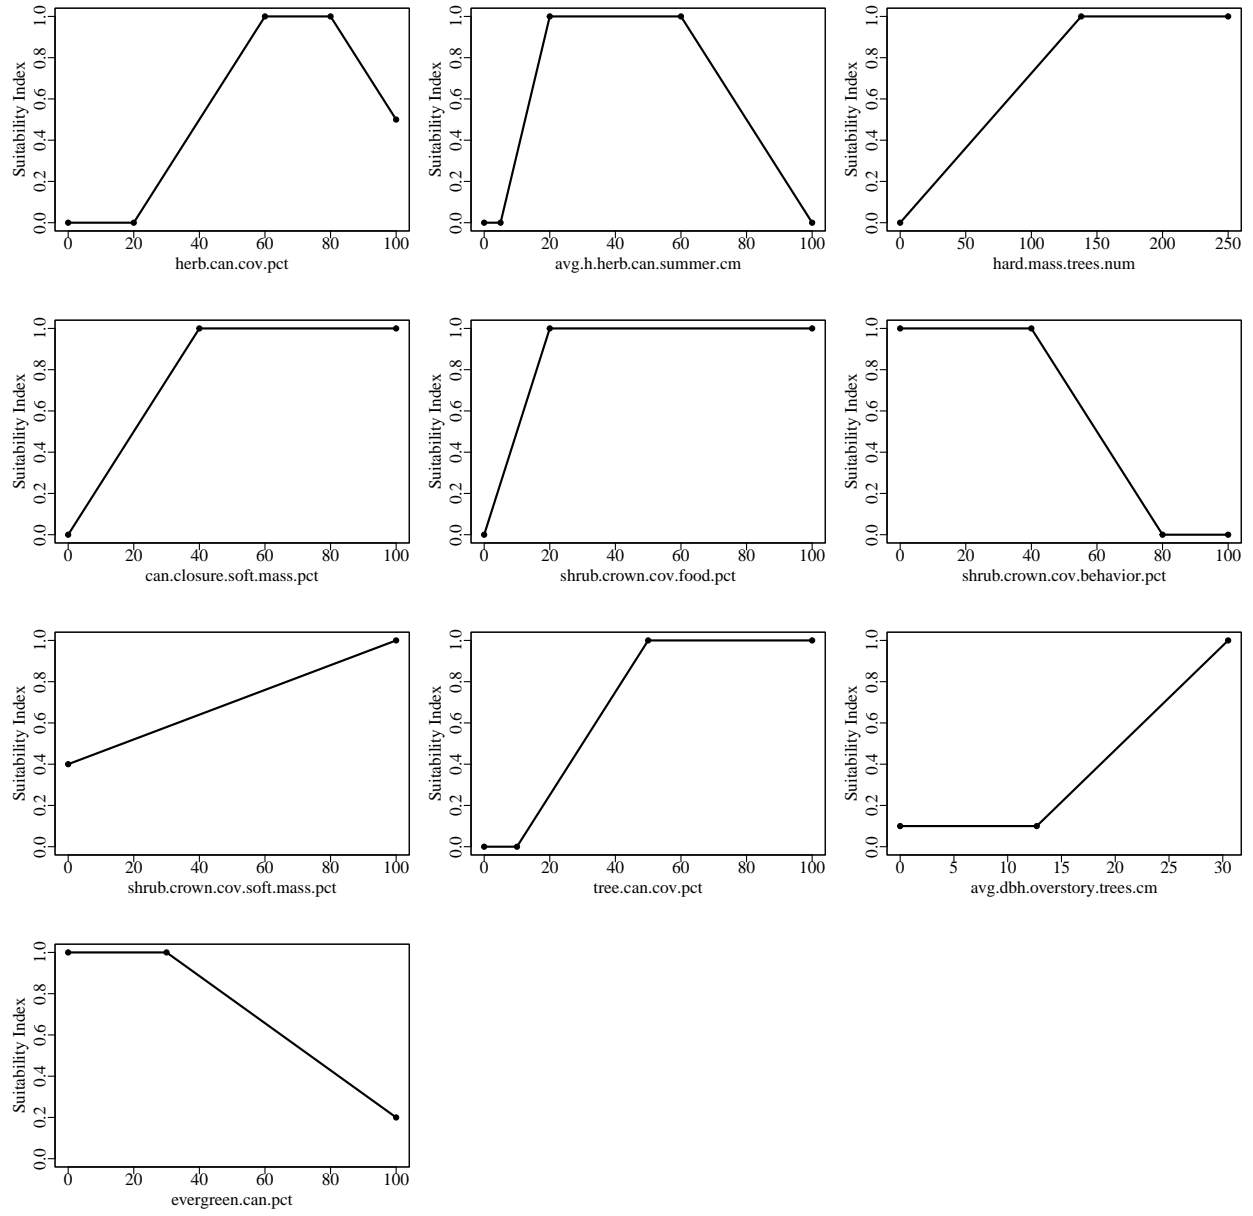 Suitability Index
0.0 0.2 0.4 0.6 0.8 1.0
0 20 40 60 80 100
herb.can.cov.pct
Suitability Index
0.0 0.2 0.4 0.6 0.8 1.0
0 20 40 60 80 100
avg.h.herb.can.summer.cm
Suitability Index
0.0 0.2 0.4 0.6 0.8 1.0
0 50 100 150 200 250
hard.mass.trees.num
Suitability Index
0.0 0.2 0.4 0.6 0.8 1.0
0 20 40 60 80 100
can.closure.soft.mass.pct
Suitability Index
0.0 0.2 0.4 0.6 0.8 1.0
0 20 40 60 80 100
shrub.crown.cov.food.pct
Suitability Index
0.0 0.2 0.4 0.6 0.8 1.0
0 20 40 60 80 100
shrub.crown.cov.behavior.pct
Suitability Index
0.0 0.2 0.4 0.6 0.8 1.0
0 20 40 60 80 100
shrub.crown.cov.soft.mass.pct
Suitability Index
0.0 0.2 0.4 0.6 0.8 1.0
0 20 40 60 80 100
tree.can.cov.pct
Suitability Index
0.0 0.2 0.4 0.6 0.8 1.0
0 5 10 15 20 25 30
avg.dbh.overstory.trees.cm
Suitability Index
0.0 0.2 0.4 0.6 0.8 1.0
0 20 40 60 80 100
evergreen.can.pct